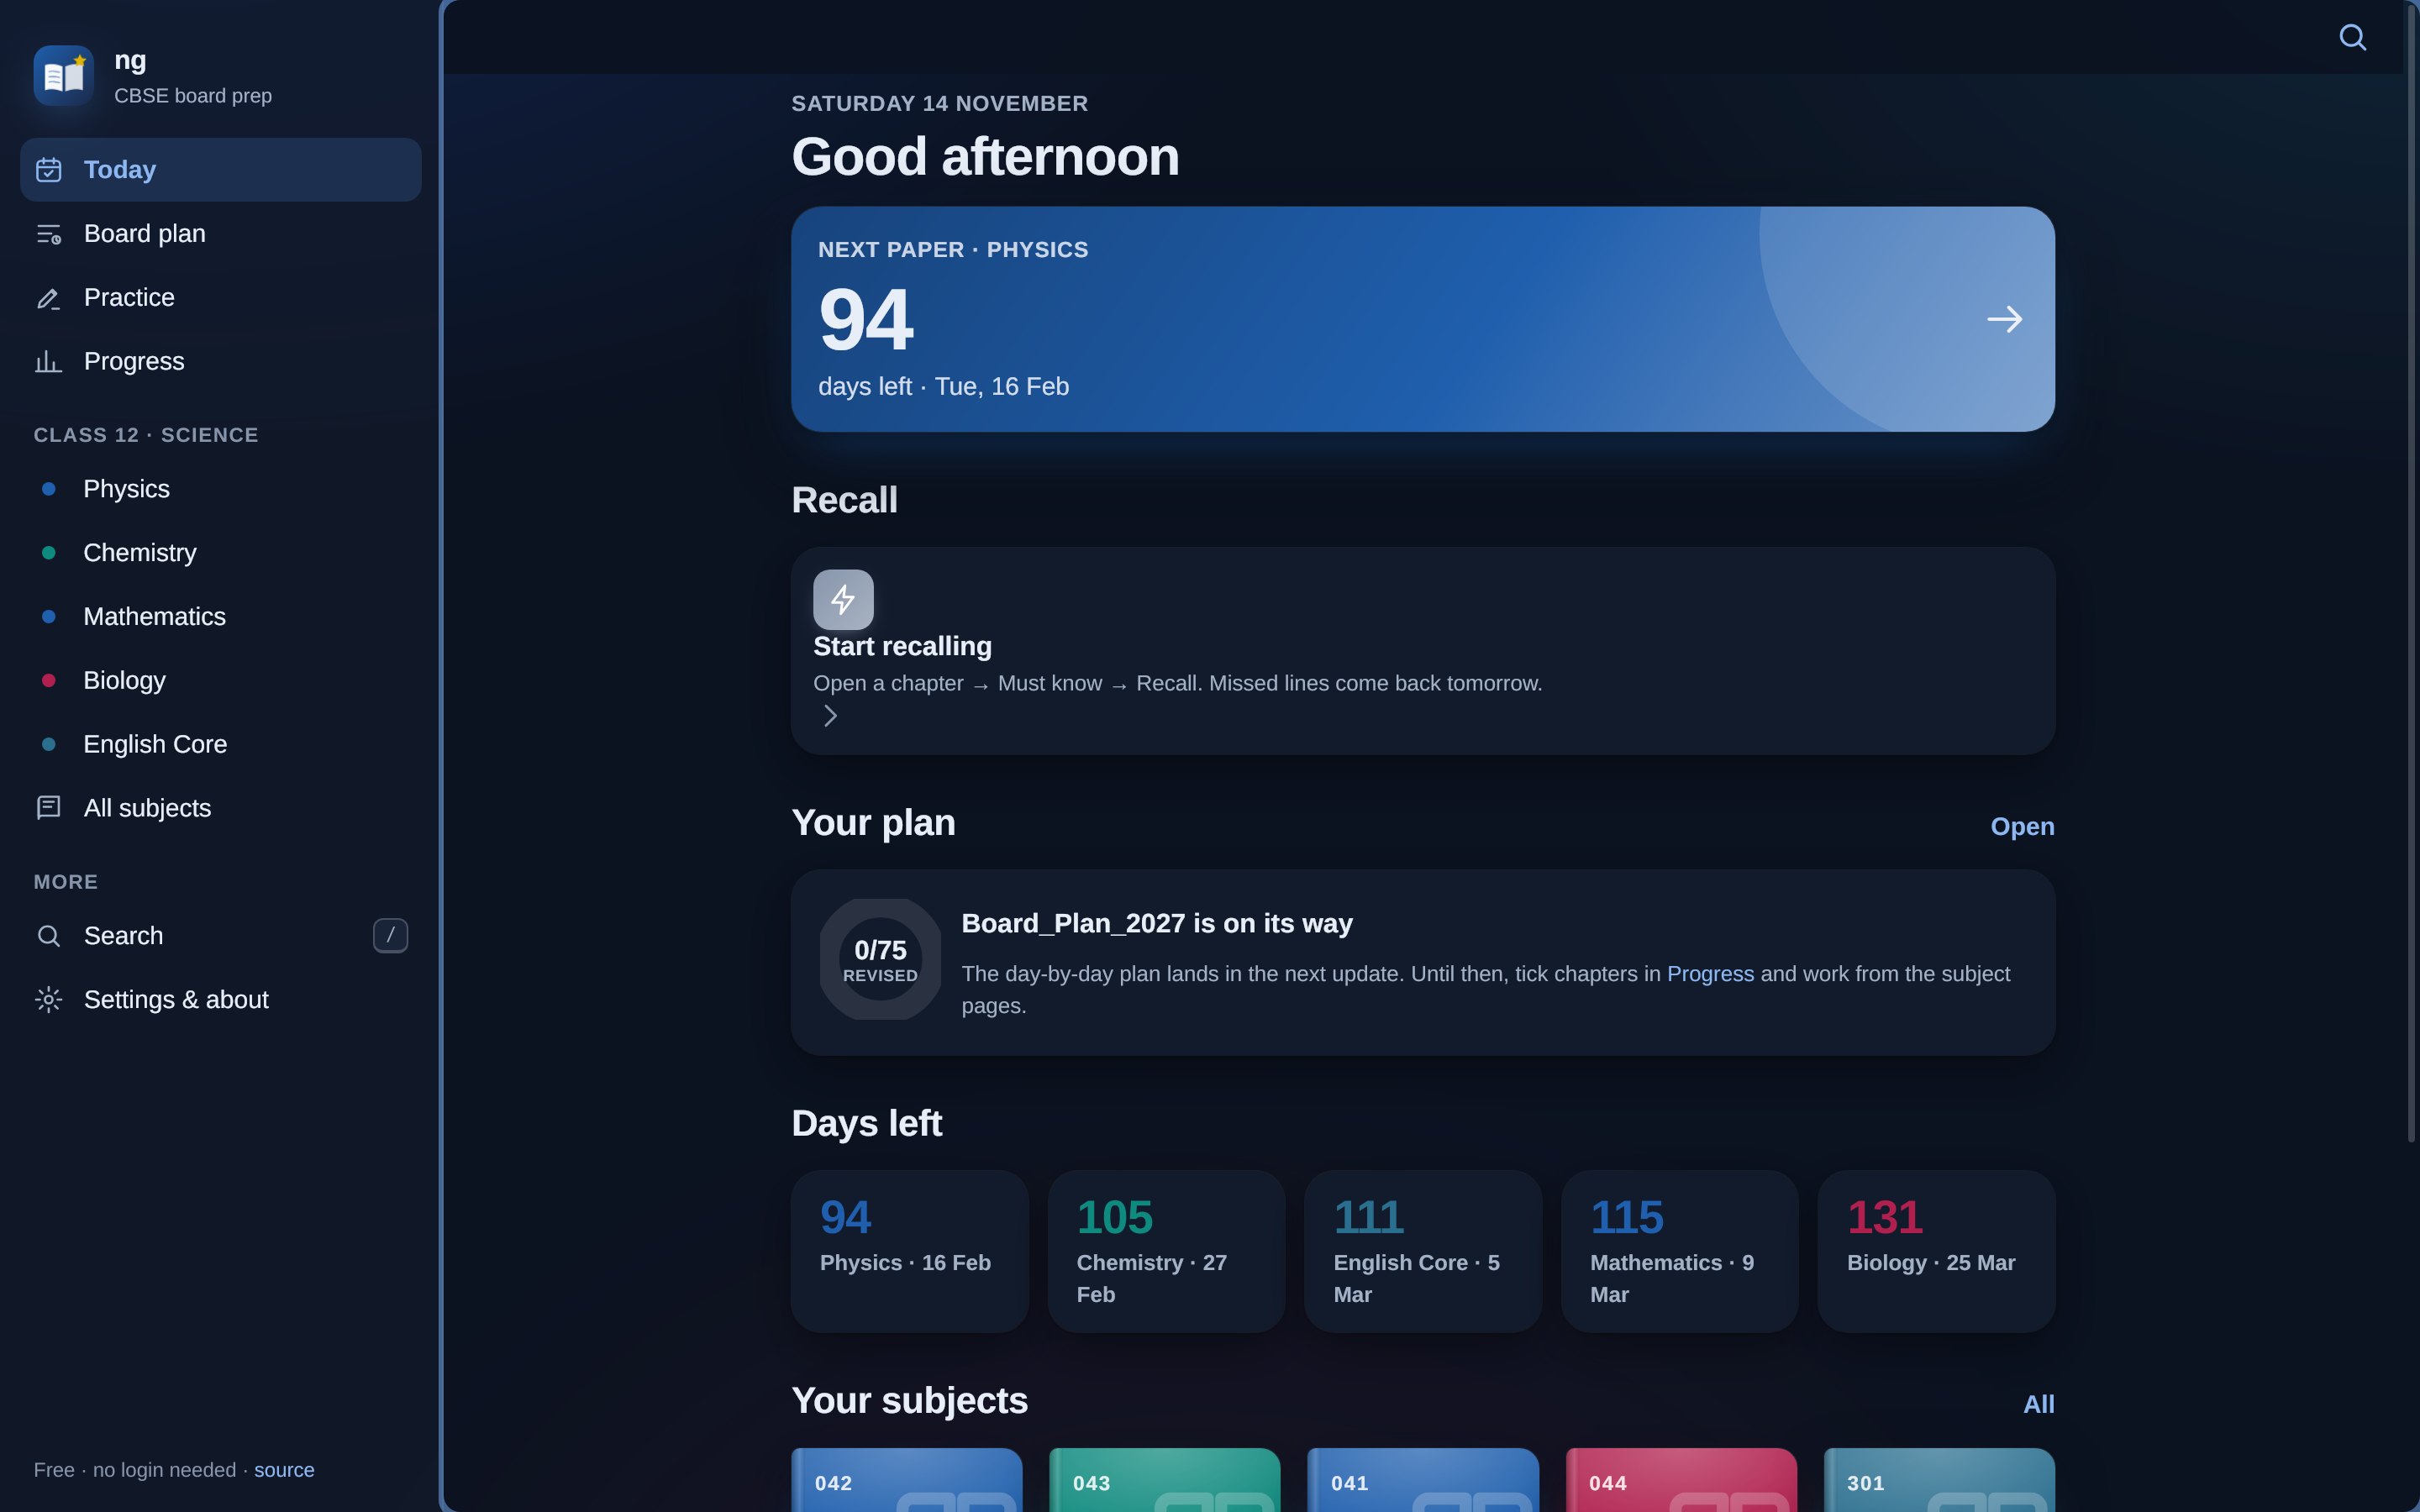 ng
CBSE board prep
Today
Board plan
Practice
Progress
CLASS 12 · SCIENCE
Physics
Chemistry
Mathematics
Biology
English Core
All subjects
MORE
Search /
Settings & about
Free · no login needed · source
SATURDAY 14 NOVEMBER
Good afternoon
NEXT PAPER · PHYSICS
94
days left · Tue, 16 Feb
Recall
Start recalling
Open a chapter → Must know → Recall. Missed lines come back tomorrow.
Your plan
Open
0/75
REVISED
Board_Plan_2027 is on its way
The day-by-day plan lands in the next update. Until then, tick chapters in Progress and work from the subject
pages.
Days left
94
Physics · 16 Feb
105
Chemistry · 27
Feb
111
English Core · 5
Mar
115
Mathematics · 9
Mar
131
Biology · 25 Mar
Your subjects
All
042
043
041
044
301